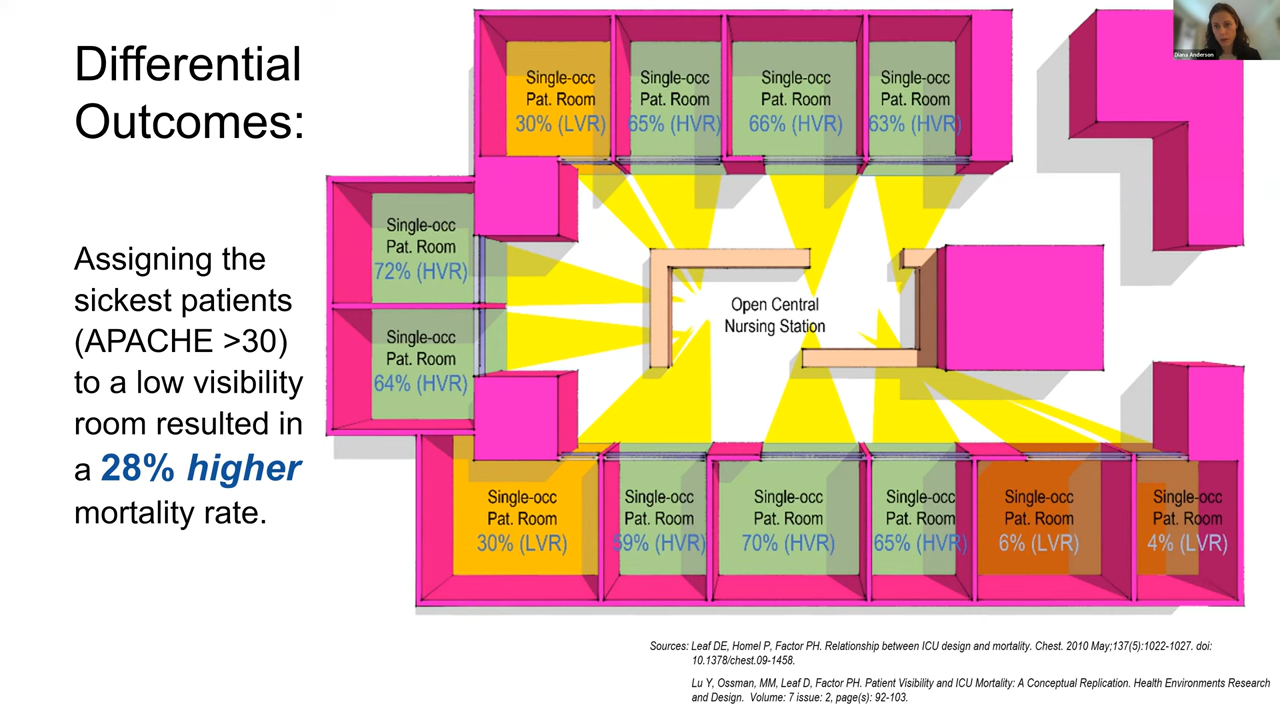 Differential
Outcomes:
Assigning the
sickest patients
(APACHE >30)
to a low visibility
room resulted in
a 28% higher
mortality rate.
Single-occ
Pat. Room
30% (LVR)
Single-occ
Pat. Room
65% (HVR)
Single-occ
Pat. Room
66% (HVR)
Single-occ
Pat. Room
63% (HVR)
Diana Anderson
Single-occ
Pat. Room
72% (HVR)
Single-occ
Pat. Room
64% (HVR)
Open Central
Nursing Station
Single-occ
Pat. Room
30% (LVR)
Single-occ
Pat. Room
59% (HVR)
Single-occ
Pat. Room
70% (HVR)
Single-occ
Pat. Room
65% (HVR)
Single-occ
Pat. Room
6% (LVR)
Single-occ
Pat. Room
4% (LVR)
Sources: Leaf DE, Homel P, Factor PH. Relationship between ICU design and mortality. Chest. 2010 May;137(5):1022-1027. doi:
10.1378/chest.09-1458.
Lu Y, Ossman, MM, Leaf D, Factor PH. Patient Visibility and ICU Mortality: A Conceptual Replication. Health Environments Research
and Design. Volume: 7 issue: 2, page(s): 92-103.